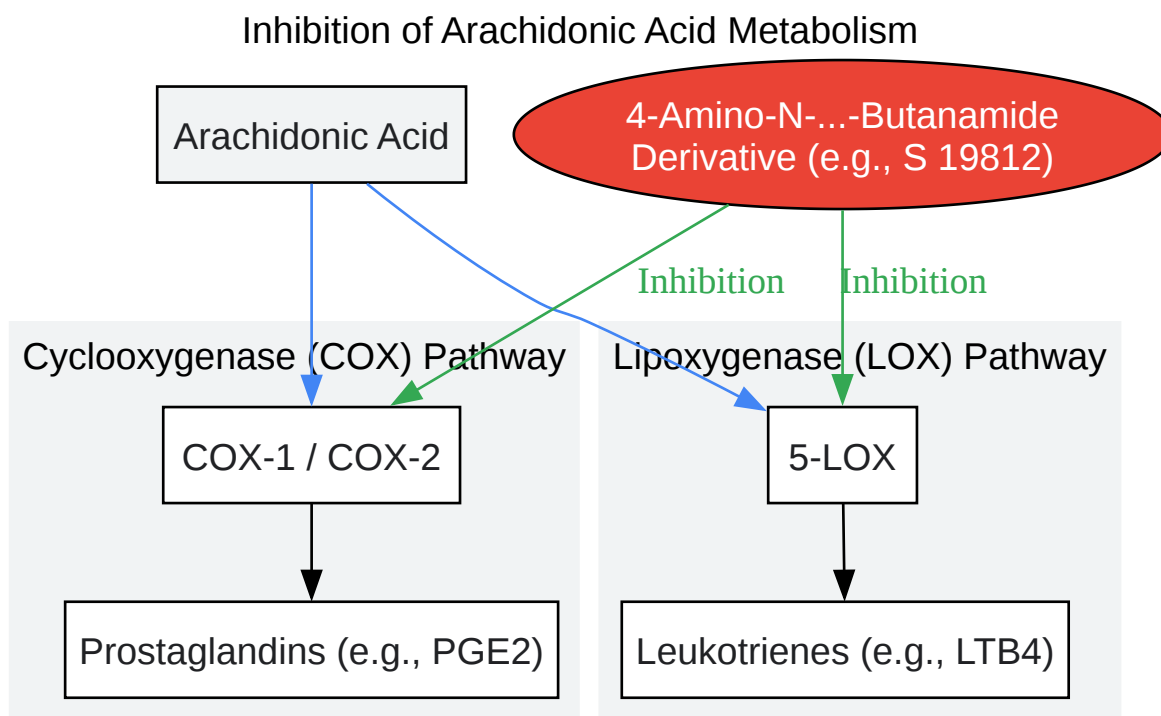 Inhibition of Arachidonic Acid Metabolism
Arachidonic Acid
4-Amino-N-...-Butanamide
Derivative (e.g., S 19812)
Inhibition
Inhibition
Cyclooxygenase (COX) Pathway
Lipoxygenase (LOX) Pathway
COX-1 / COX-2
5-LOX
Prostaglandins (e.g., PGE2)
Leukotrienes (e.g., LTB4)